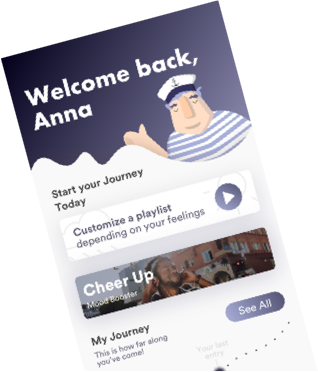 Welcome back,
Anna
Start your Journey
Today
Customize a playlist
depending on your feelings
Cheer Up
Mood Booster
See All
My Journey
This is how far along
you've come!
Your last
entry